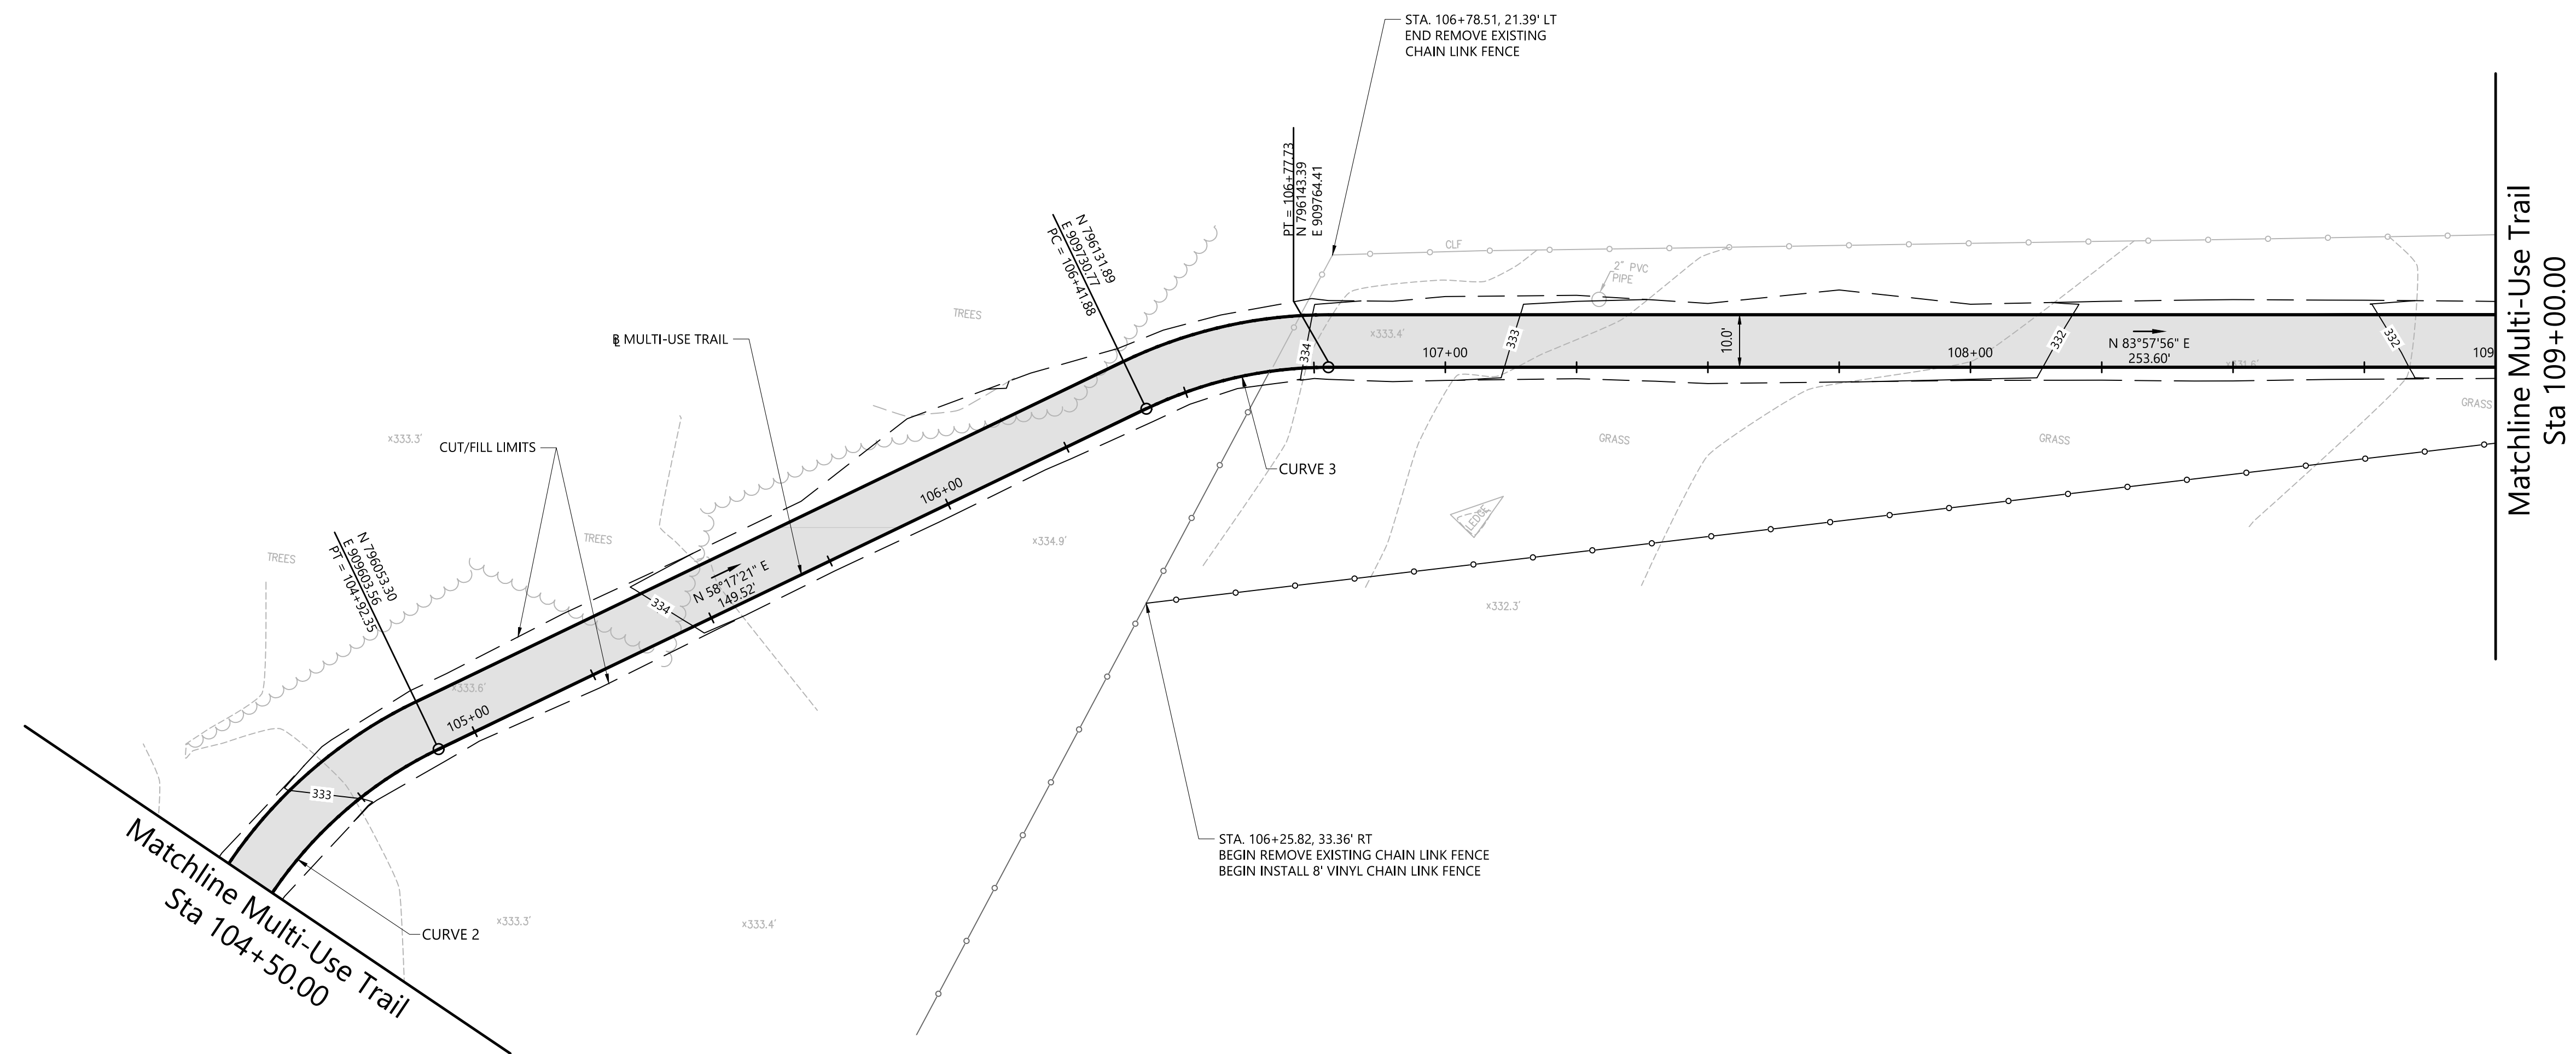 STA. 106+78.51, 21.39' LT
END REMOVE EXISTING
CHAIN LINK FENCE
PT = 106+77.73
N 796143.39
E 909764.41
N 796131.89
E 909730.77
PC = 106+41.88
CLF
2" PVC
PIPE
TREES
BL MULTI-USE TRAIL
x333.4'
10.0'
334
333
332
332
107+00
108+00
109
N 83°57'56" E
253.60'
x331.6'
GRASS
GRASS
GRASS
Matchline Multi-Use Trail
Sta 109+00.00
x333.3'
CUT/FILL LIMITS
CURVE 3
106+00
LEDGE
x334.9'
TREES
TREES
N 796053.30
E 909603.56
PT = 104+92.35
N 58°17'21" E
149.52'
334
x332.3'
x333.6'
105+00
333
STA. 106+25.82, 33.36' RT
BEGIN REMOVE EXISTING CHAIN LINK FENCE
BEGIN INSTALL 8' VINYL CHAIN LINK FENCE
Matchline Multi-Use Trail
Sta 104+50.00
CURVE 2
x333.3'
x333.4'